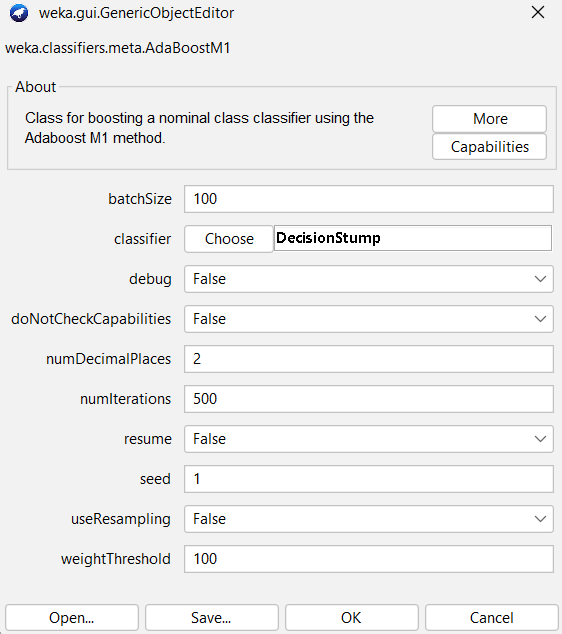 weka.gui.GenericObjectEditor
weka.classifiers.meta.AdaBoostM1
About
Class for boosting a nominal class classifier using the
Adaboost M1 method.
More
Capabilities
batchSize 100
classifier Choose DecisionStump
debug False
doNotCheckCapabilities False
numDecimalPlaces 2
numIterations 500
resume False
seed 1
useResampling False
weightThreshold 100
Open... Save... OK Cancel